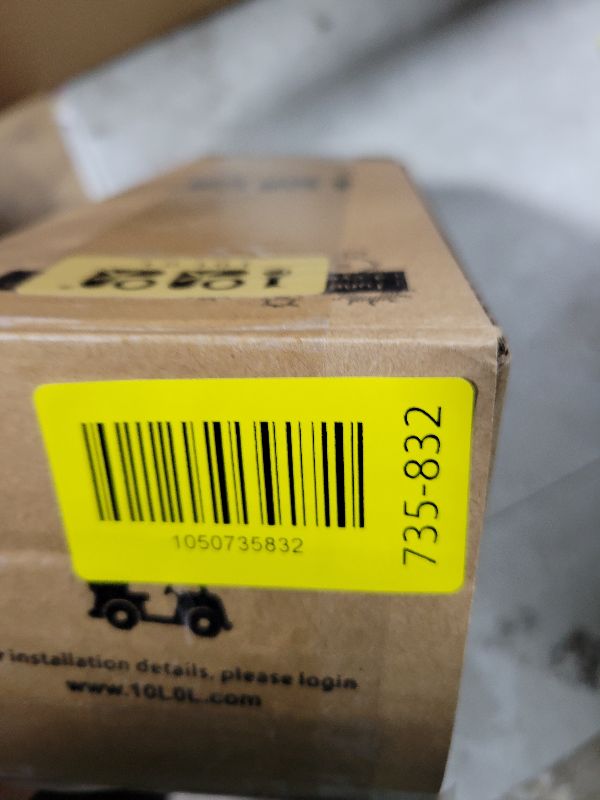 1050735832
735-832
installation details, please login
www.10L0L.com